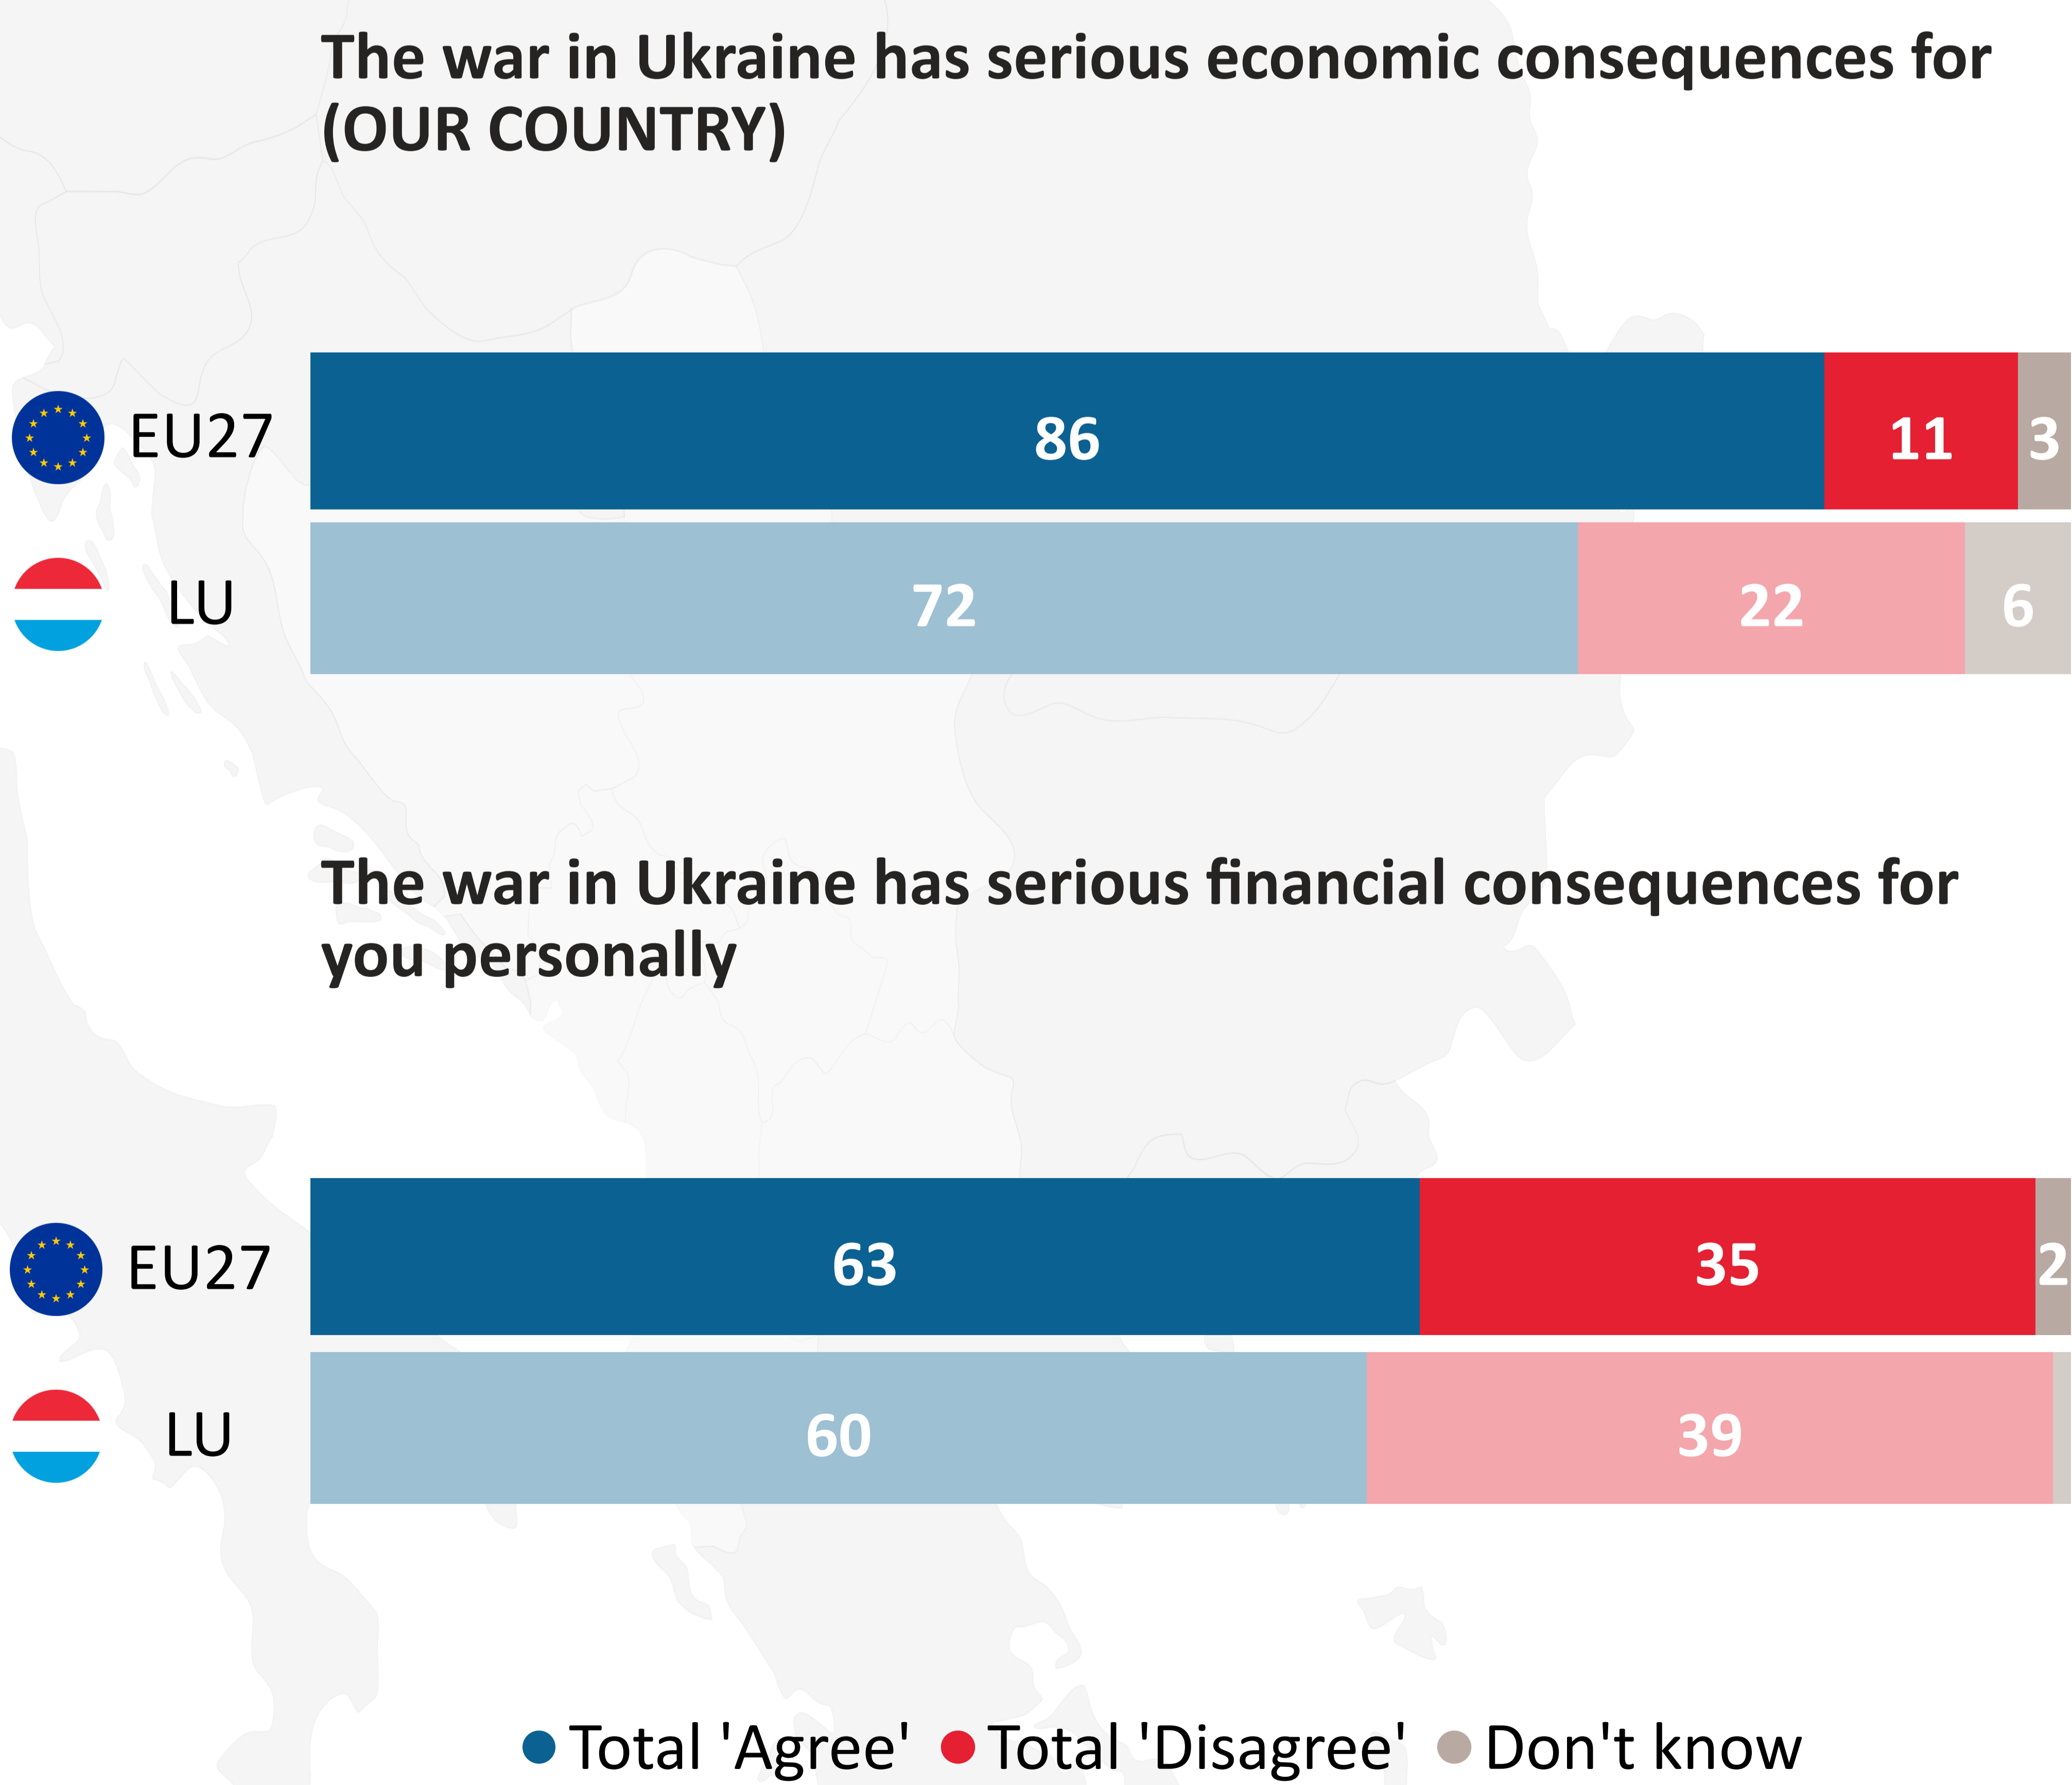 The war in Ukraine has serious economic consequences for
(OUR COUNTRY)
EU27 86 11 3
LU 72 22 6
The war in Ukraine has serious financial consequences for
you personally
EU27 63 35 2
LU 60 39
Total 'Agree' Total 'Disagree' Don't know